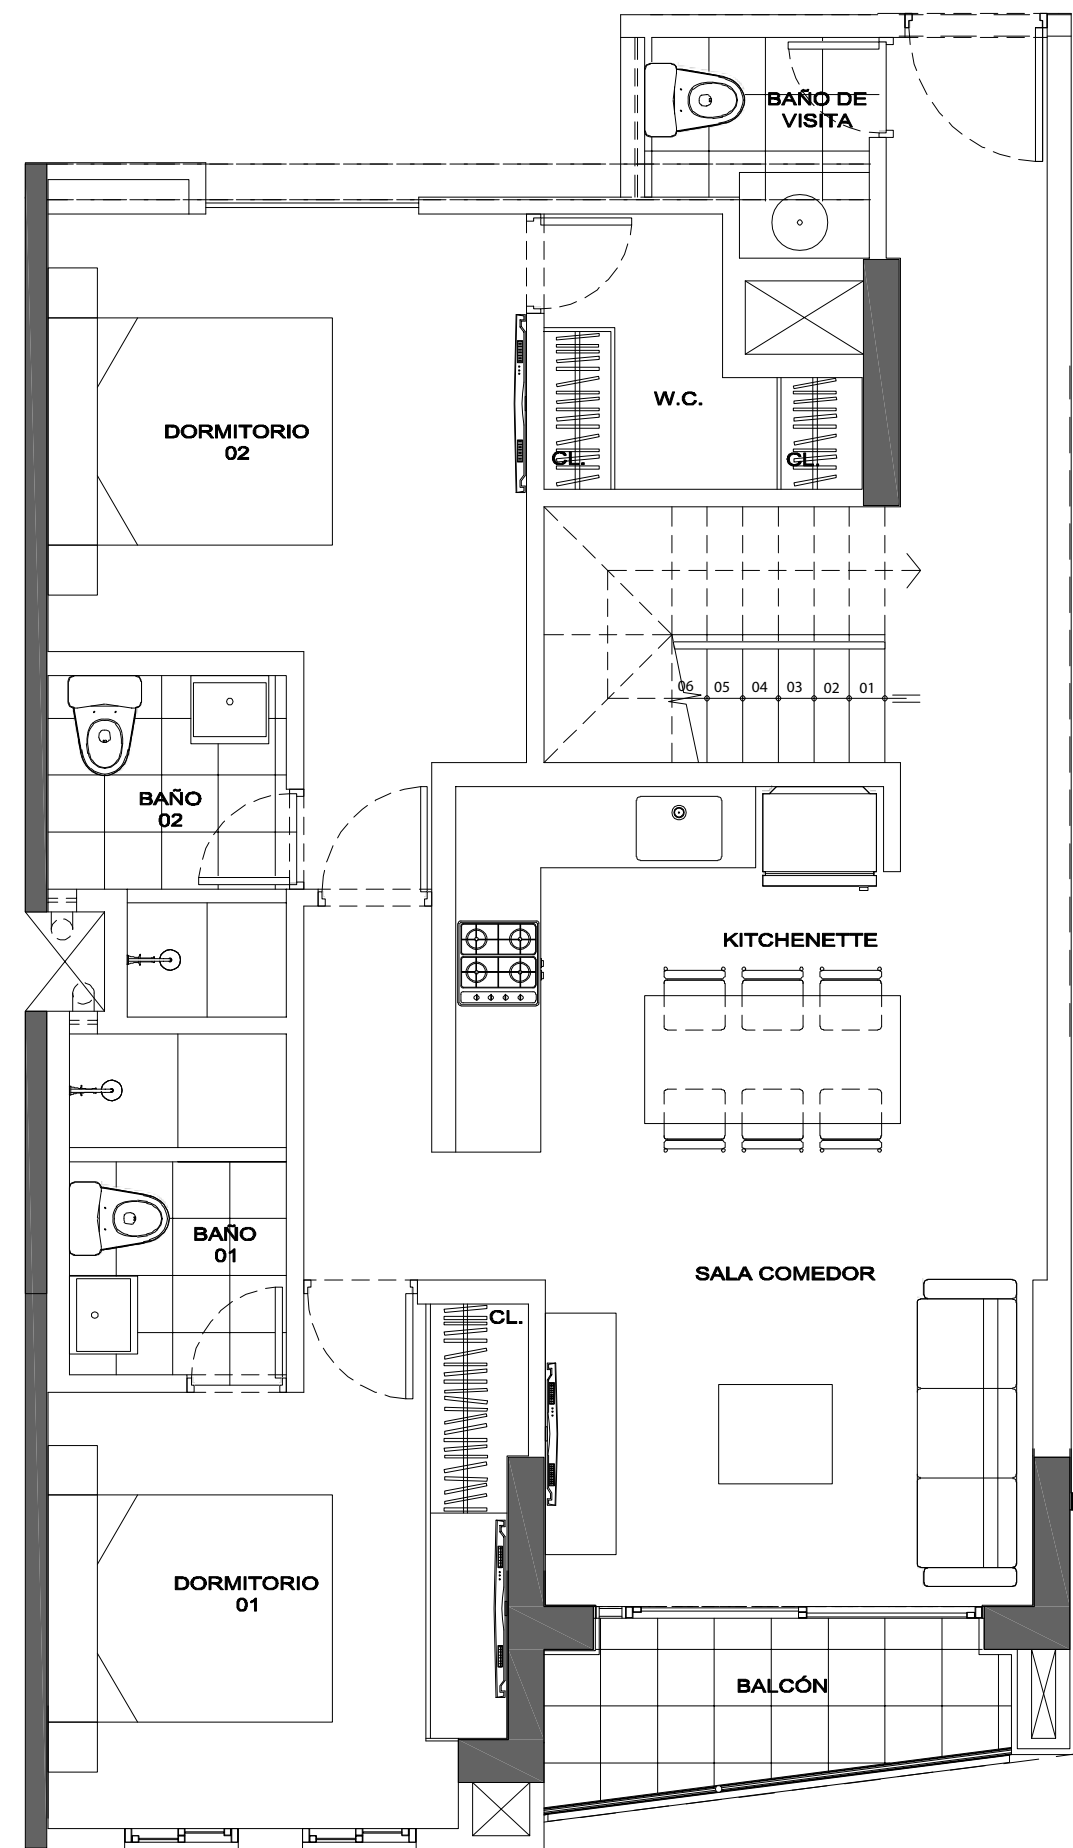 BAÑO DE
VISITA
W.C.
DORMITORIO
02
CL.
CL.
06
05
04
03
02
01
BAÑO
02
KITCHENETTE
BAÑO
01
SALA COMEDOR
CL.
DORMITORIO
01
BALCÓN